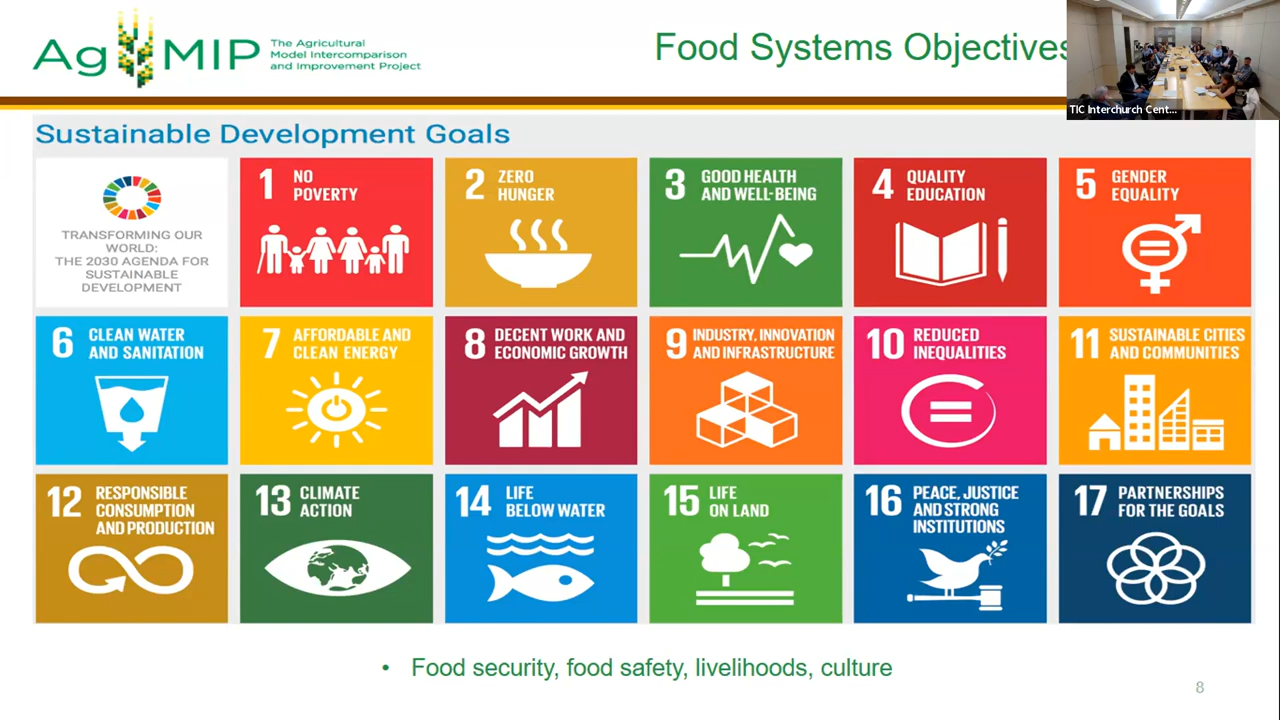 AgMIP
The Agricultural
Model Intercomparison
and Improvement Project
Food Systems Objectives
TIC Interchurch Cent...
Sustainable Development Goals
TRANSFORMING OUR
WORLD:
THE 2030 AGENDA FOR
SUSTAINABLE
DEVELOPMENT
1 NO
POVERTY
2 ZERO
HUNGER
3 GOOD HEALTH
AND WELL-BEING
4 QUALITY
EDUCATION
5 GENDER
EQUALITY
6 CLEAN WATER
AND SANITATION
7 AFFORDABLE AND
CLEAN ENERGY
8 DECENT WORK AND
ECONOMIC GROWTH
9 INDUSTRY, INNOVATION
AND INFRASTRUCTURE
10 REDUCED
INEQUALITIES
11 SUSTAINABLE CITIES
AND COMMUNITIES
12 RESPONSIBLE
CONSUMPTION
AND PRODUCTION
13 CLIMATE
ACTION
14 LIFE
BELOW WATER
15 LIFE
ON LAND
16 PEACE, JUSTICE
AND STRONG
INSTITUTIONS
17 PARTNERSHIPS
FOR THE GOALS
• Food security, food safety, livelihoods, culture
8